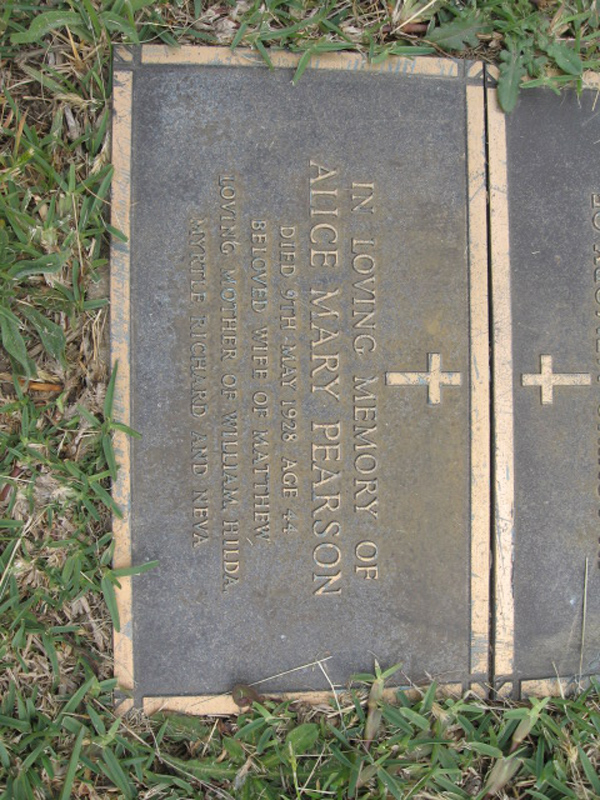 IN LOVING MEMORY OF
ALICE MARY PEARSON
DIED 9TH MAY 1928 AGE 44
BELOVED WIFE OF MATTHEW,
LOVING MOTHER OF WILLIAM, HILDA
MYRTLE RICHARD AND NEVA